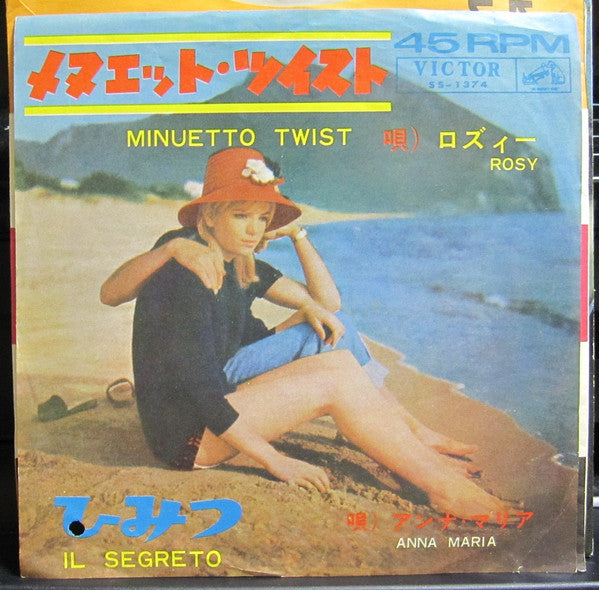 メヌエット・ツイスト
45 RPM
VICTOR
SS-1374
MINUETTO TWIST
唄) ロズィー
ROSY
ひみつ
IL SEGRETO
唄) アンナ・マリア
ANNA MARIA